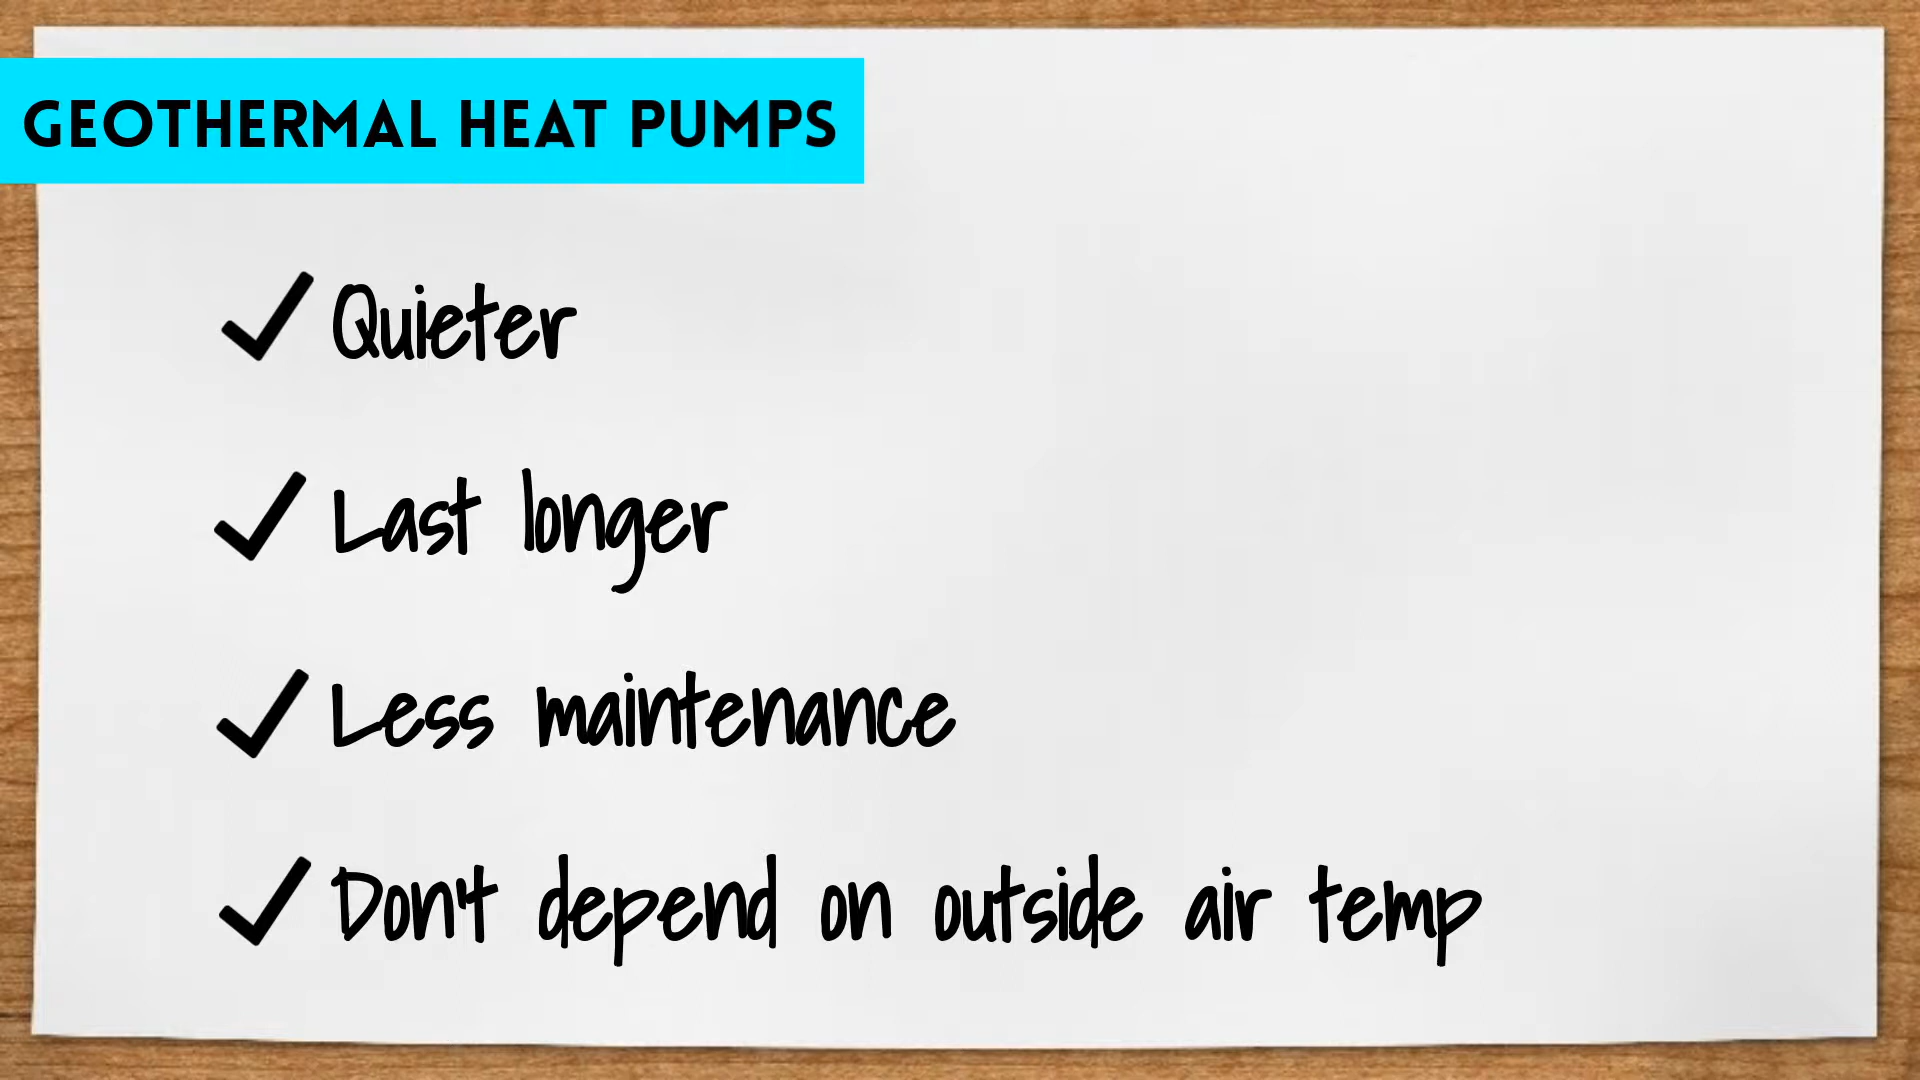 GEOTHERMAL HEAT PUMPS
Quieter
Last longer
Less maintenance
Don't depend on outside air temp